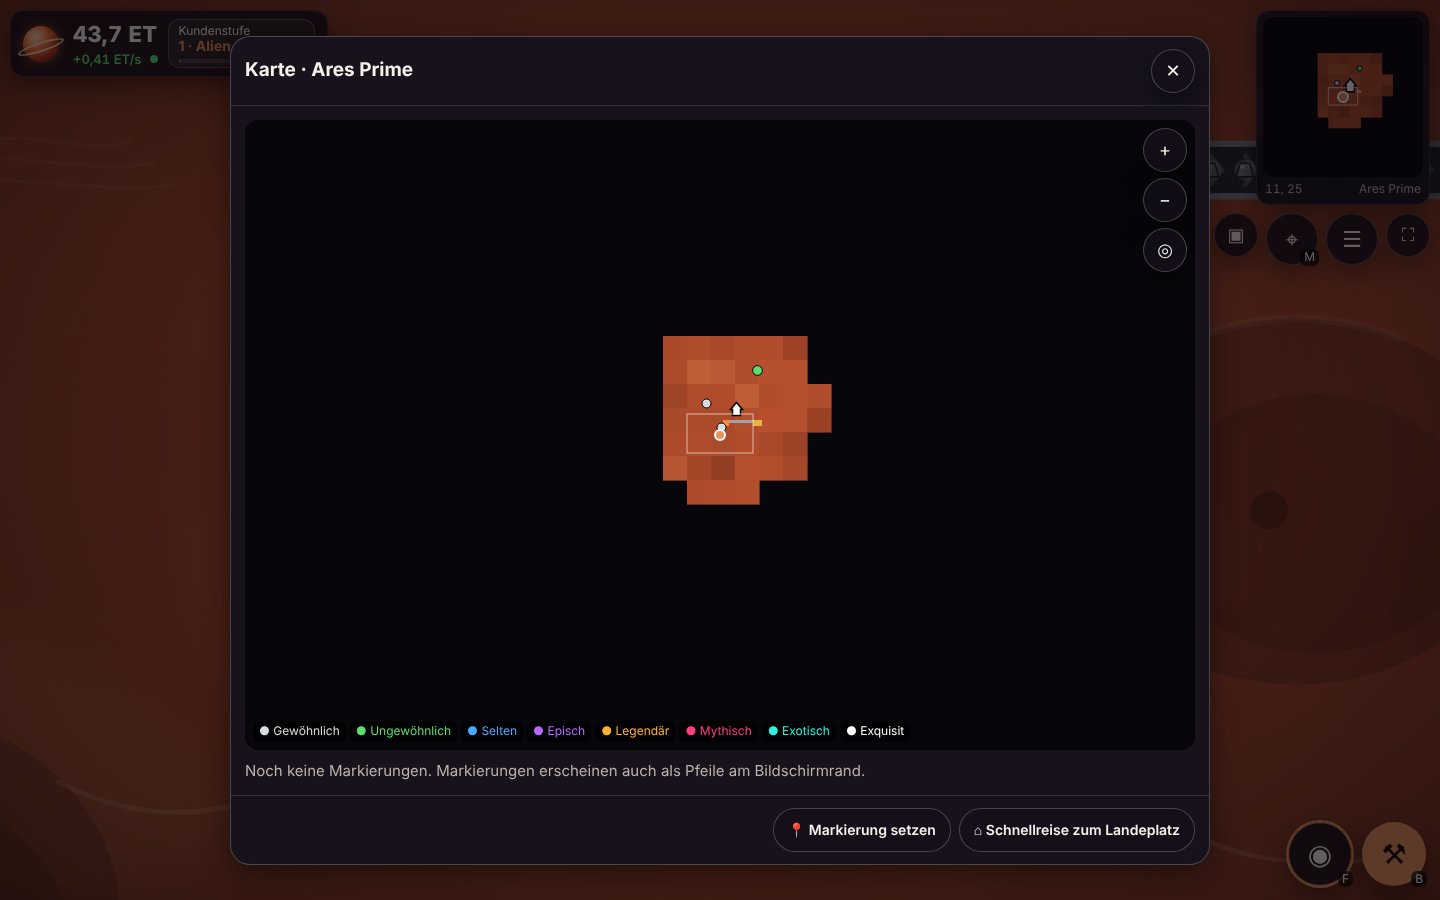 43,7 ET
+0,41 ET/s
Kundenstufe
1 · Alien
Karte · Ares Prime
11, 25
Ares Prime
M
Gewöhnlich
Ungewöhnlich
Selten
Episch
Legendär
Mythisch
Exotisch
Exquisit
Noch keine Markierungen. Markierungen erscheinen auch als Pfeile am Bildschirmrand.
Markierung setzen
Schnellreise zum Landeplatz
F
B